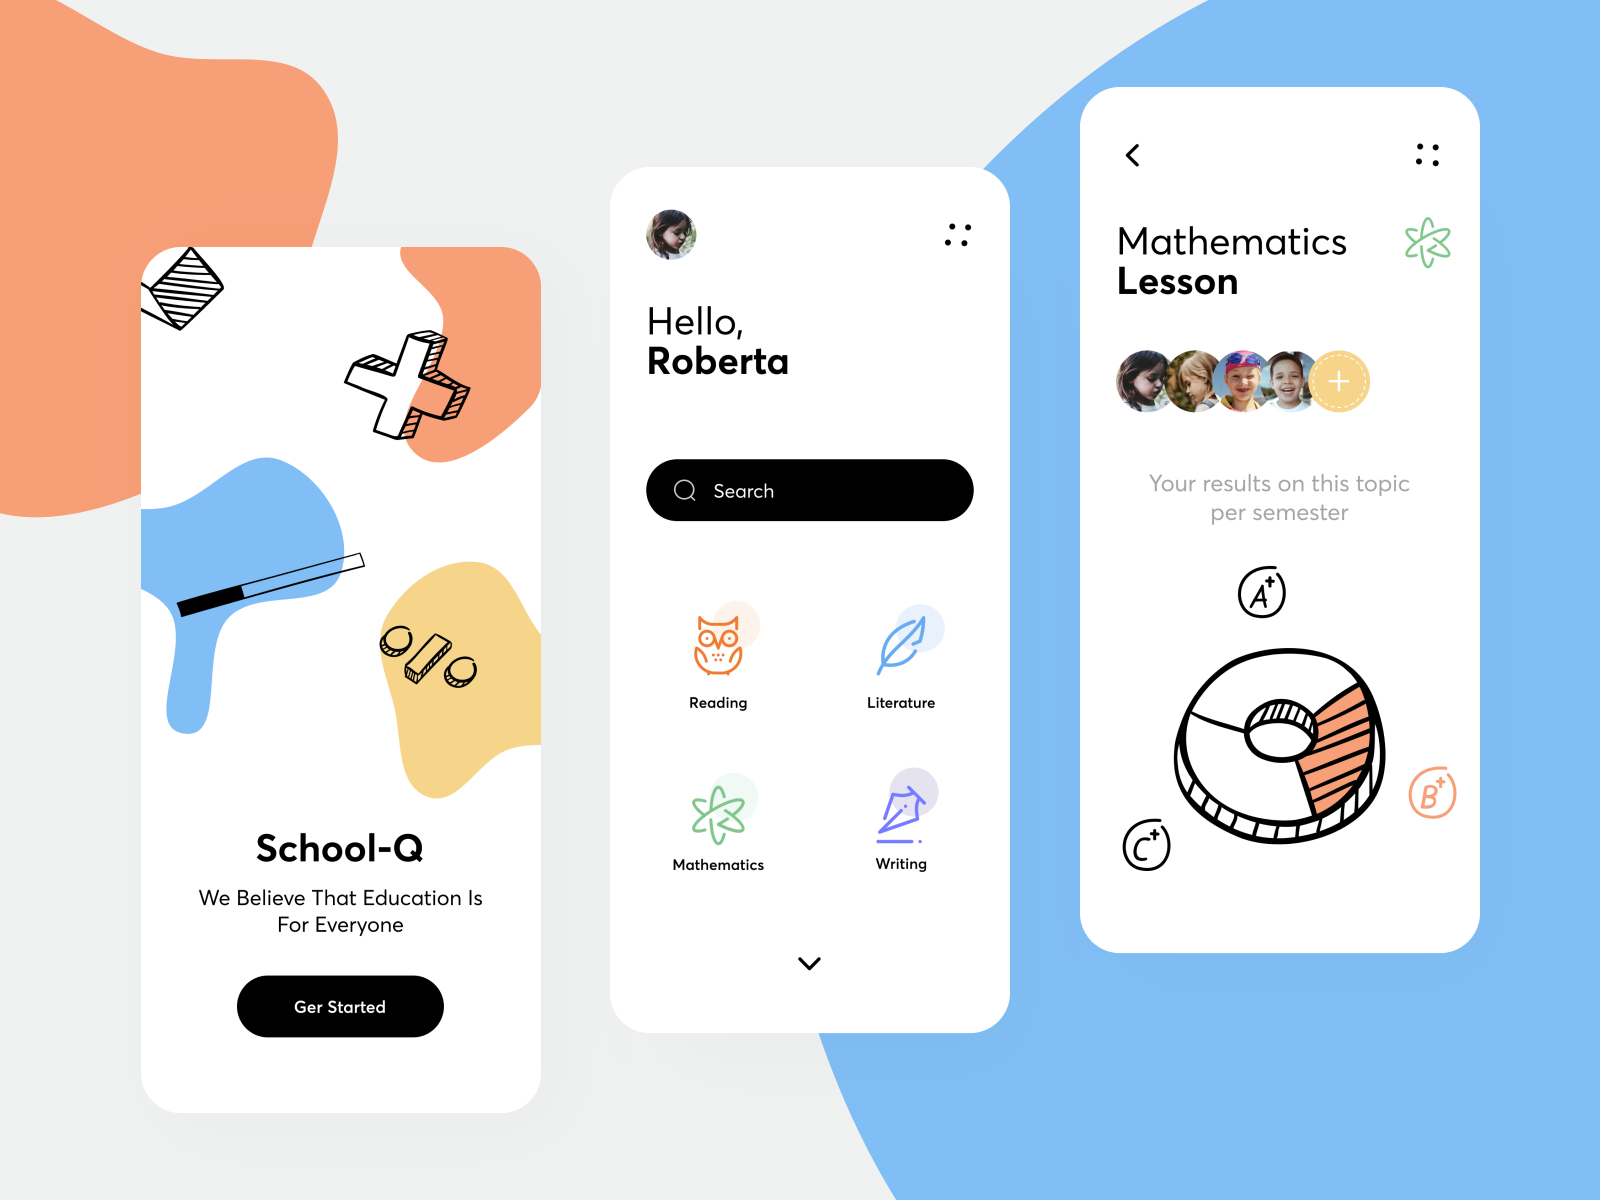 School-Q
We Believe That Education Is
For Everyone
Ger Started
Hello,
Roberta
Search
Reading
Literature
Mathematics
Writing
Mathematics
Lesson
Your results on this topic
per semester
A+
B+
C+